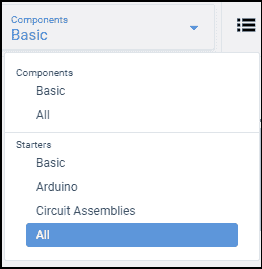 Components
Basic
Components
Basic
All
Starters
Basic
Arduino
Circuit Assemblies
All